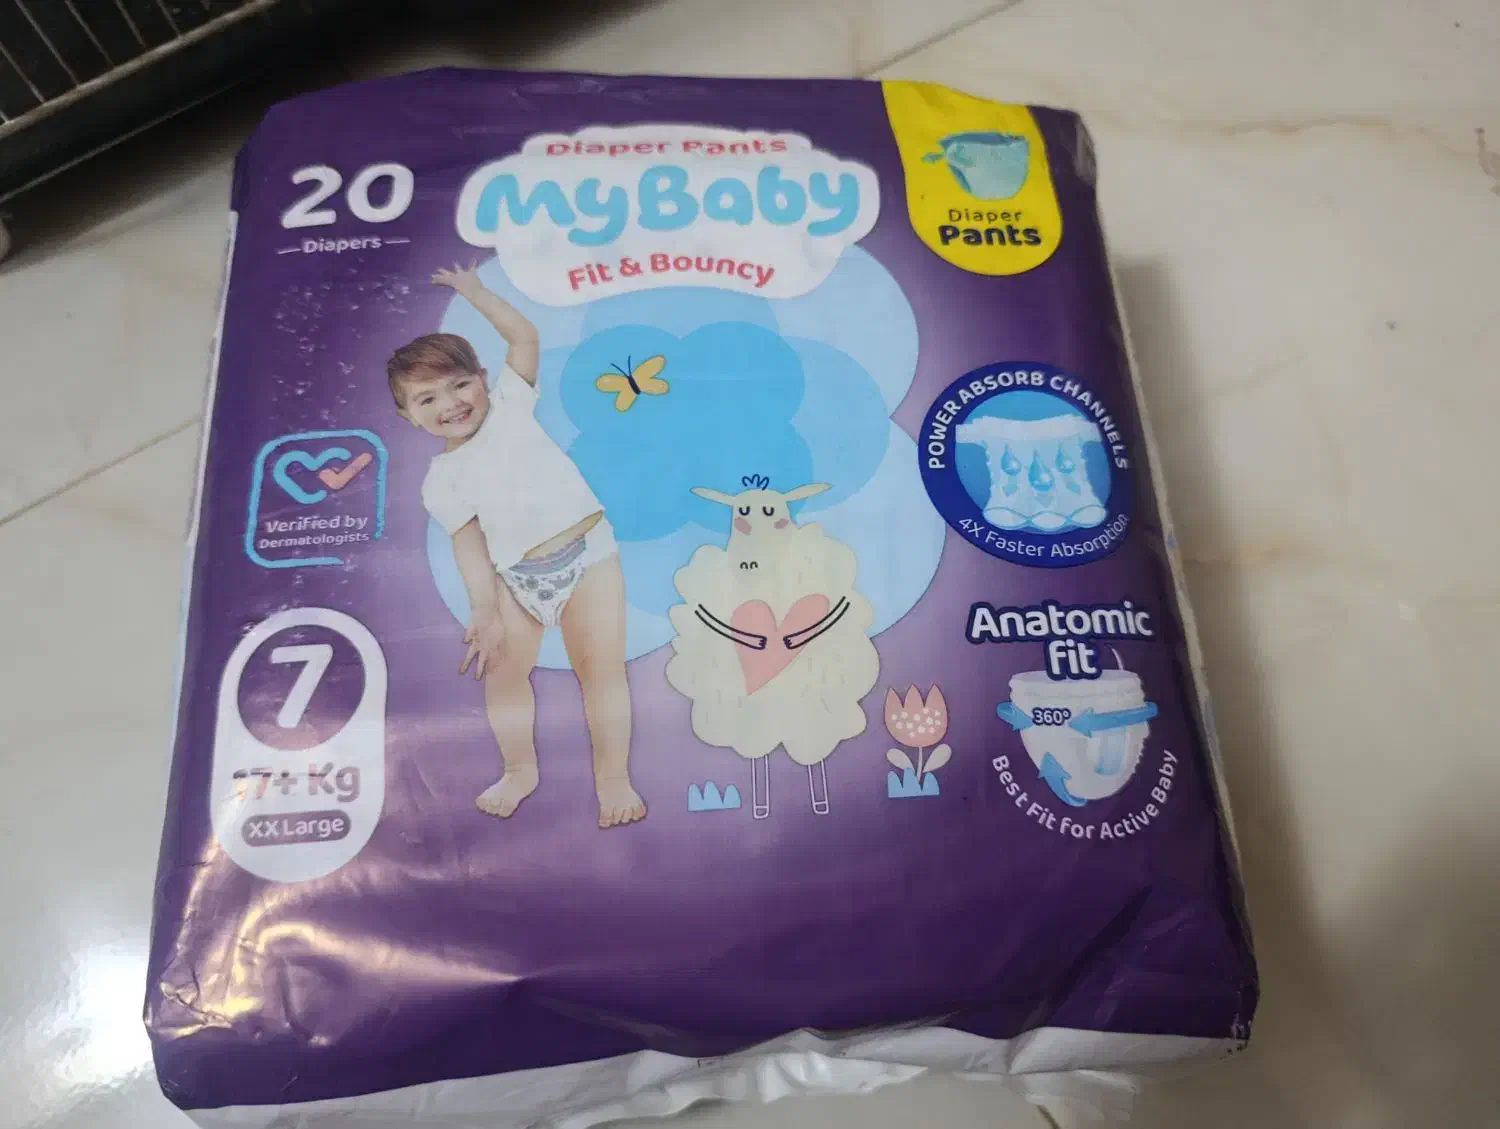 20
Diapers
Diaper Pants
MyBaby
Fit & Bouncy
Diaper
Pants
POWER ABSORB CHANNELS
4X Faster Absorption
Verified by
Dermatologists
7
17+ Kg
XX Large
Anatomic
fit
360°
Best Fit For Active Baby